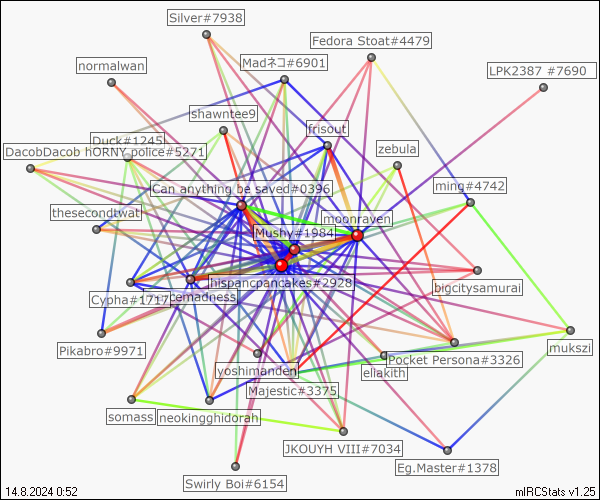 Silver#7938
Fedora Stoat#4479
Madネコ#6901
normalwan
LPK2387 #7690
shawntee9
frisout
Duck#1245
zebula
DacobDacob hORNY police#5271
ming#4742
Can anything be saved#0396
thesecondtwat
moonraven
Mushy#1984
hispancpancakes#2928
bigcitysamurai
Cypha#1717
cemadness
Pikabro#9971
mukszi
Pocket Persona#3326
yoshimanden
eliakith
Majestic#3375
somass
neokingghidorah
JKOUYH VIII#7034
Eg.Master#1378
Swirly Boi#6154
14.8.2024 0:52
mIRCStats v1.25